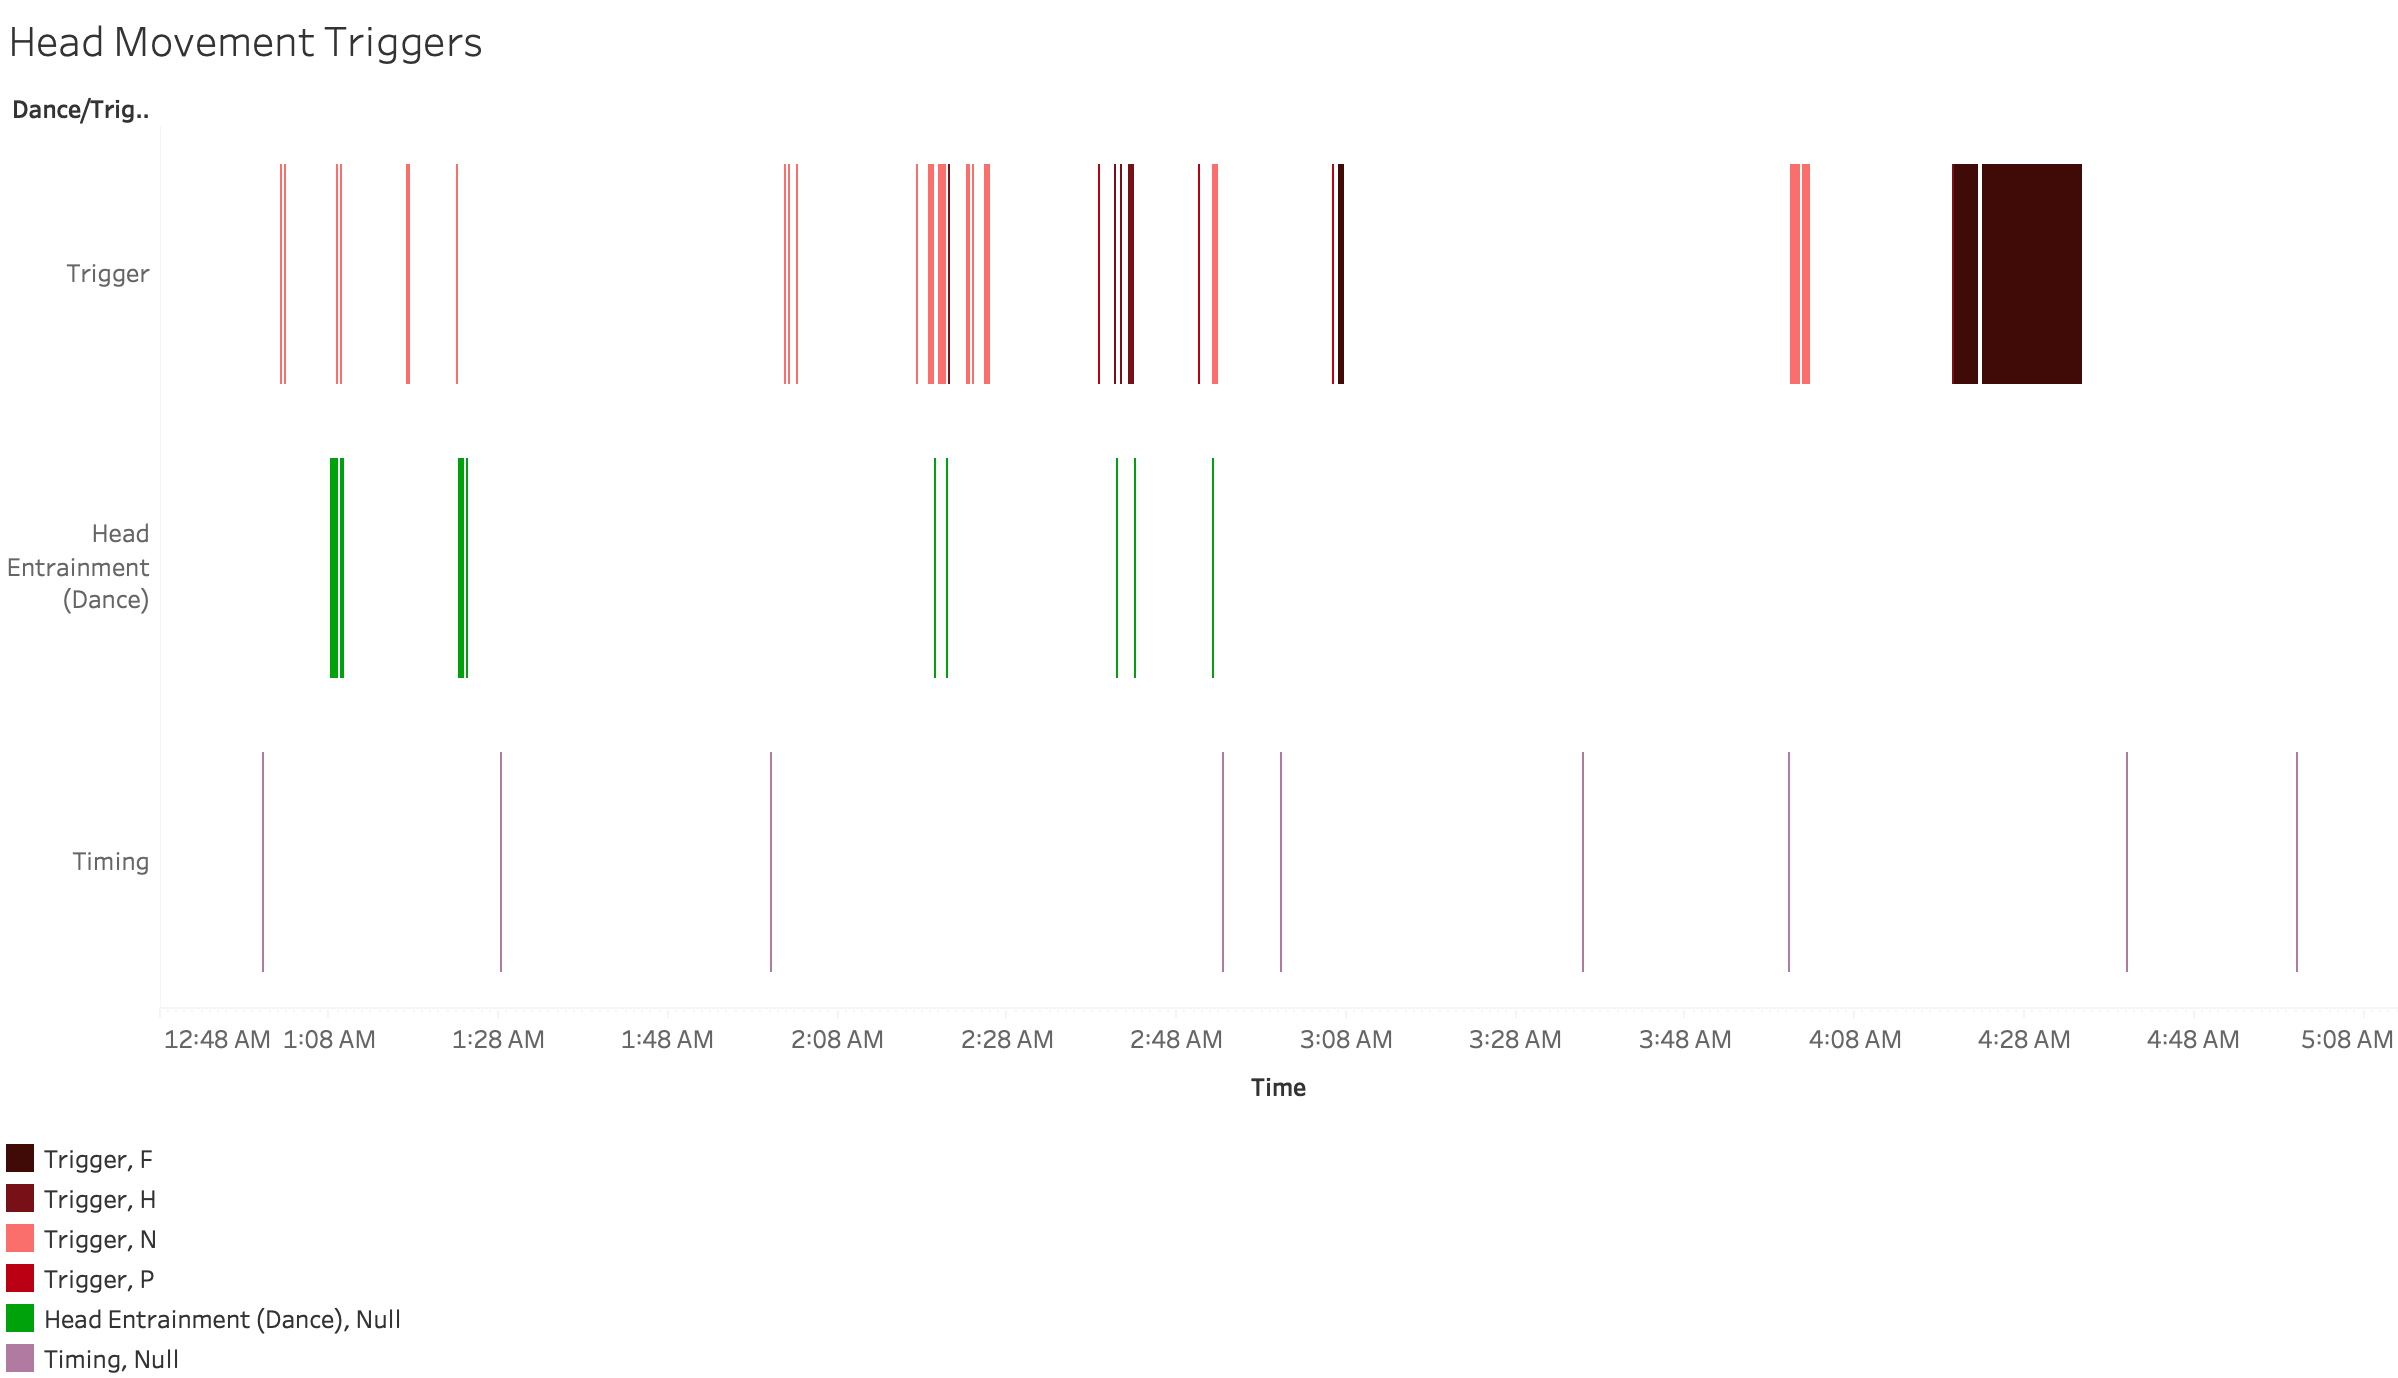 Head Movement Triggers
Dance/Trig..
Trigger
Head
Entrainment
(Dance)
Timing
12:48 AM 1:08 AM 1:28 AM 1:48 AM 2:08 AM 2:28 AM 2:48 AM 3:08 AM 3:28 AM 3:48 AM 4:08 AM 4:28 AM 4:48 AM 5:08 AM
Time
Trigger, F
Trigger, H
Trigger, N
Trigger, P
Head Entrainment (Dance), Null
Timing, Null